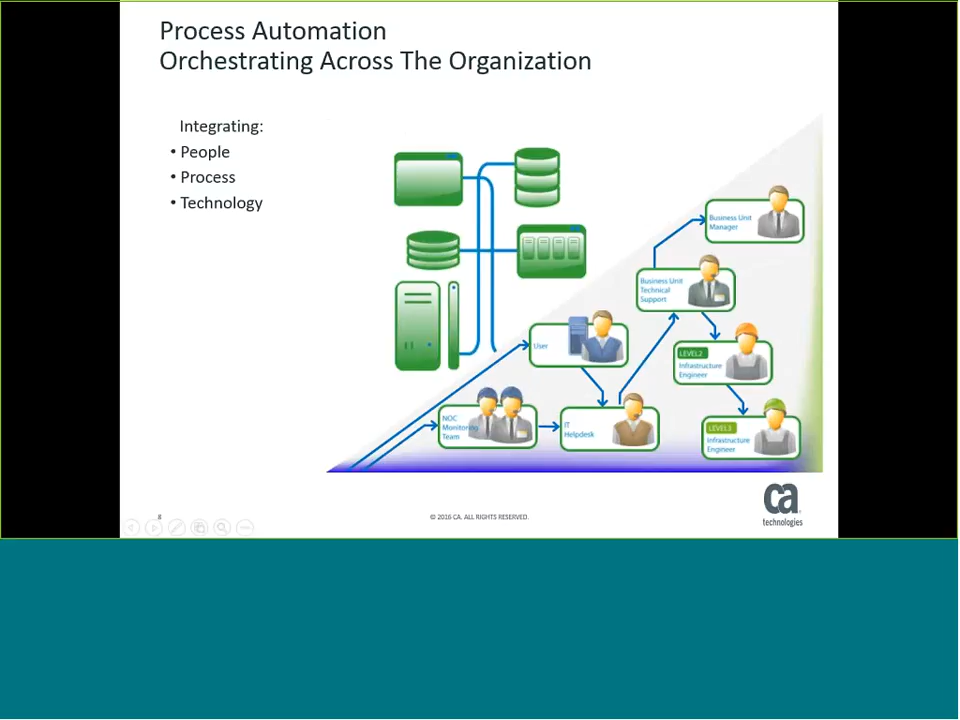 Process Automation
Orchestrating Across The Organization
Integrating:
• People
• Process
• Technology
Business Unit
Manager
Business Unit
Technical
Support
User
LEVEL2
Infrastructure
Engineer
NOC
Monitoring
Team
IT
Helpdesk
LEVEL3
Infrastructure
Engineer
8
© 2016 CA. ALL RIGHTS RESERVED.
ca
technologies